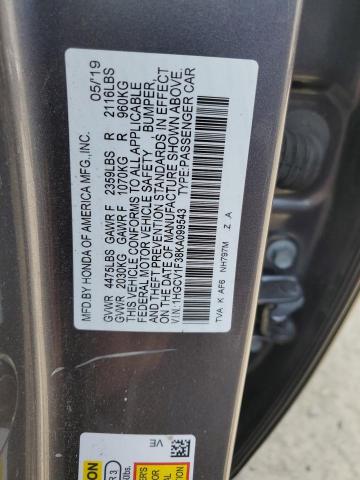 MFD.BY HONDA OF AMERICA MFG.,INC. 05/'19
GVWR 4475LBS GAWR F 2359LBS R 2116LBS
GVWR 2030KG GAWR F 1070KG R 960KG
THIS VEHICLE CONFORMS TO ALL APPLICABLE
FEDERAL MOTOR VEHICLE SAFETY, BUMPER,
AND THEFT PREVENTION STANDARDS IN EFFECT
ON THE DATE OF MANUFACTURE SHOWN ABOVE.
V.I.N.: 1HGCV1F38KA099543 TYPE:PASSENGER CAR
TVA K AF6 NH797M Z A
VE
ION
R 3